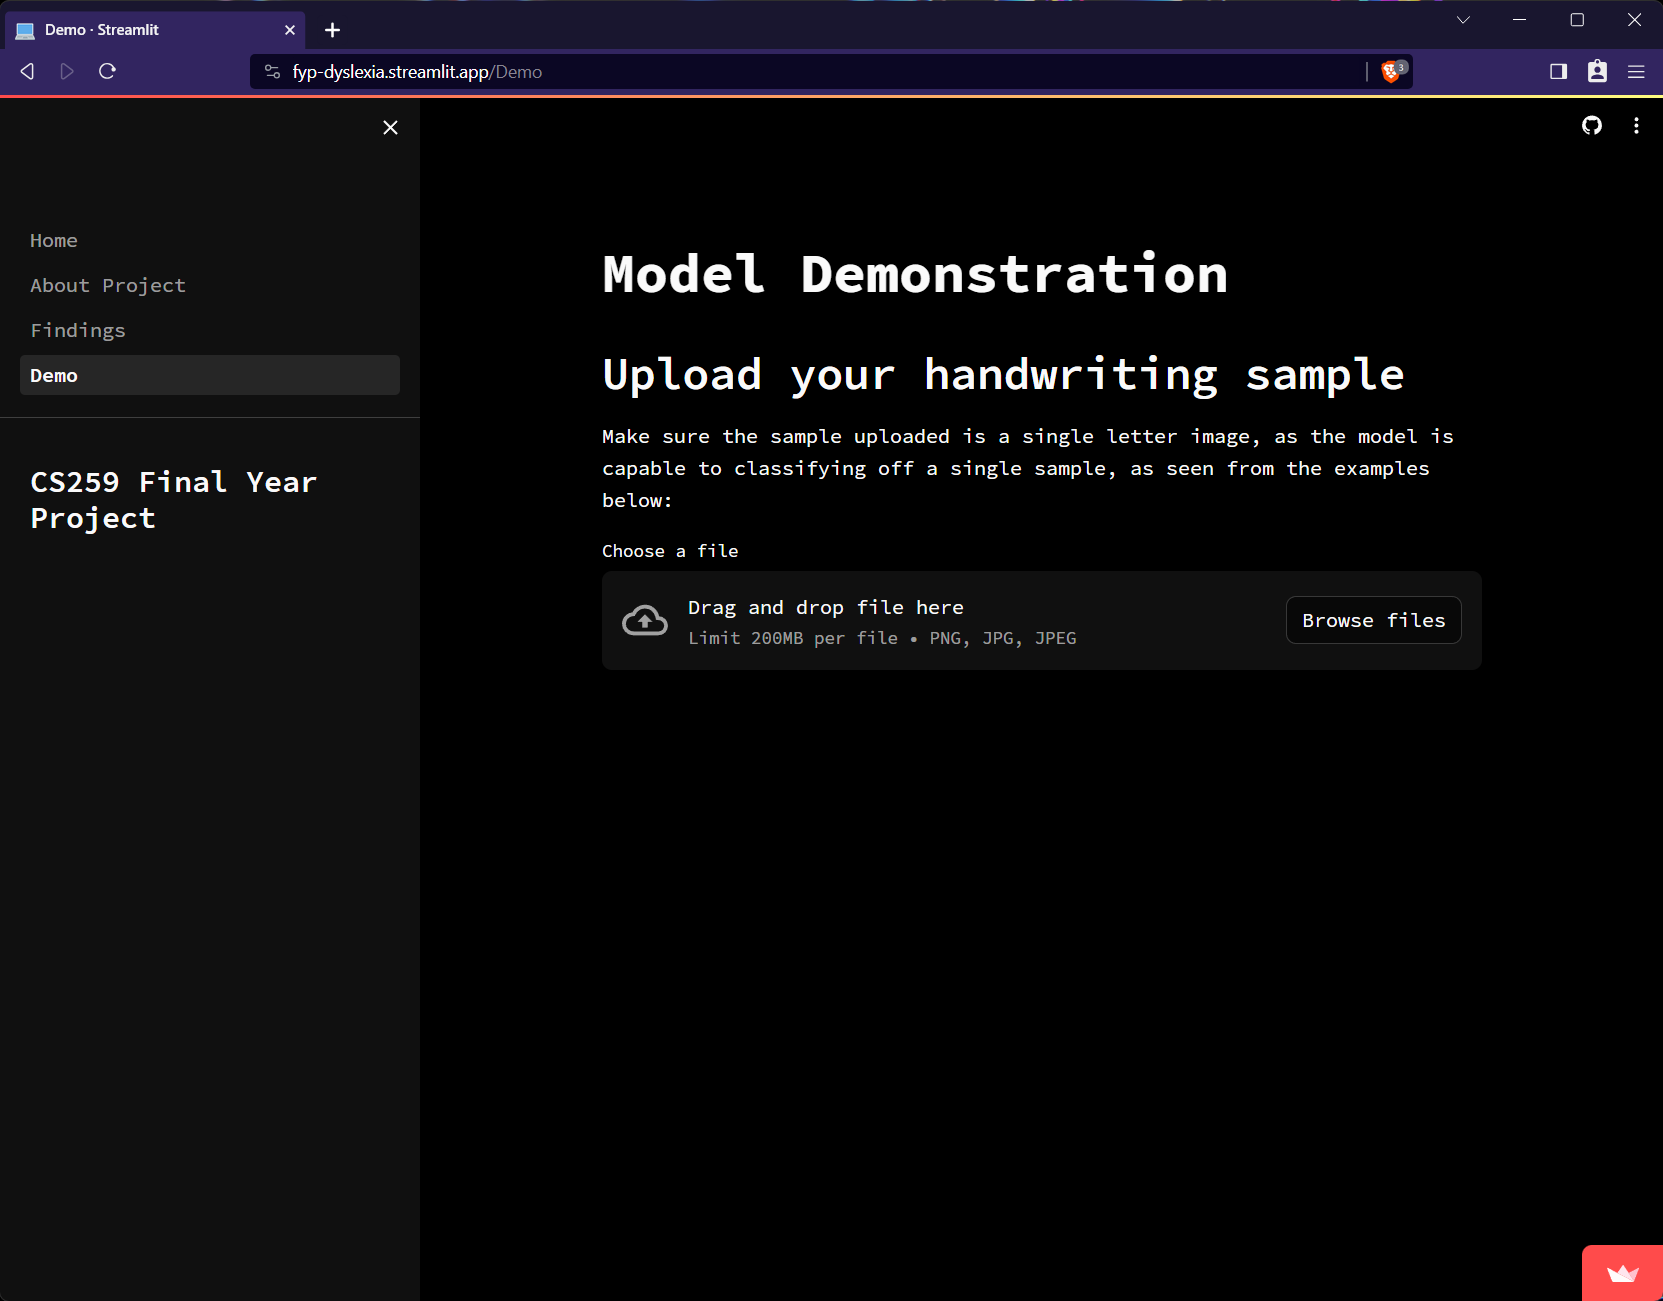 Demo · Streamlit
fyp-dyslexia.streamlit.app/Demo
3
Home
About Project
Findings
Demo
CS259 Final Year
Project
Model Demonstration
Upload your handwriting sample
Make sure the sample uploaded is a single letter image, as the model is
capable to classifying off a single sample, as seen from the examples
below:
Choose a file
Drag and drop file here
Limit 200MB per file • PNG, JPG, JPEG
Browse files